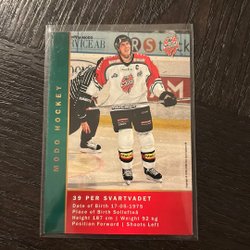 MODO HOCKEY
39 PER SVARTVADET
Date of Birth 17-05-1975
Place of Birth Sollefteå
Height 187 cm | Weight 92 kg
Position Forward | Shoots Left